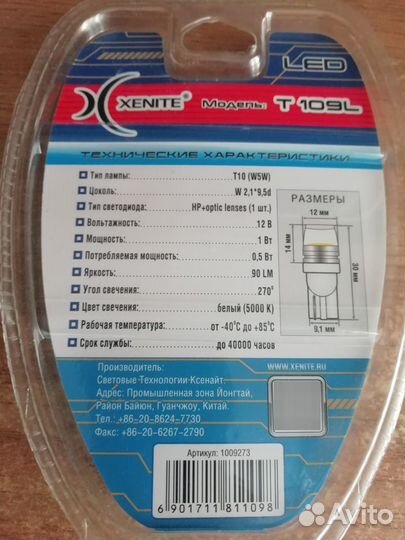 LED
XENITE® Модель: T 109L
ТЕХНИЧЕСКИЕ ХАРАКТЕРИСТИКИ
Тип лампы: T10 (W5W)
Цоколь: W 2,1*9,5d
Тип светодиода: HP+optic lenses (1 шт.)
Вольтажность: 12 В
Мощность: 1 Вт
Потребляемая мощность: 0,5 Вт
Яркость: 90 LM
Угол свечения: 270°
Цвет свечения: белый (5000 K)
Рабочая температура: от -40°C до +85°C
Срок службы: до 40000 часов
РАЗМЕРЫ
12 мм
14 мм
30 мм
9,1 мм
Производитель:
Световые Технологии Ксенайт.
Адрес: Промышленная зона Йонгтай,
Район Байюн, Гуанчжоу, Китай.
Тел.: +86-20-8624-7730
Факс: +86-20-6267-2790
WWW.XENITE.RU
Артикул: 1009273
6 901711 811098
Avito